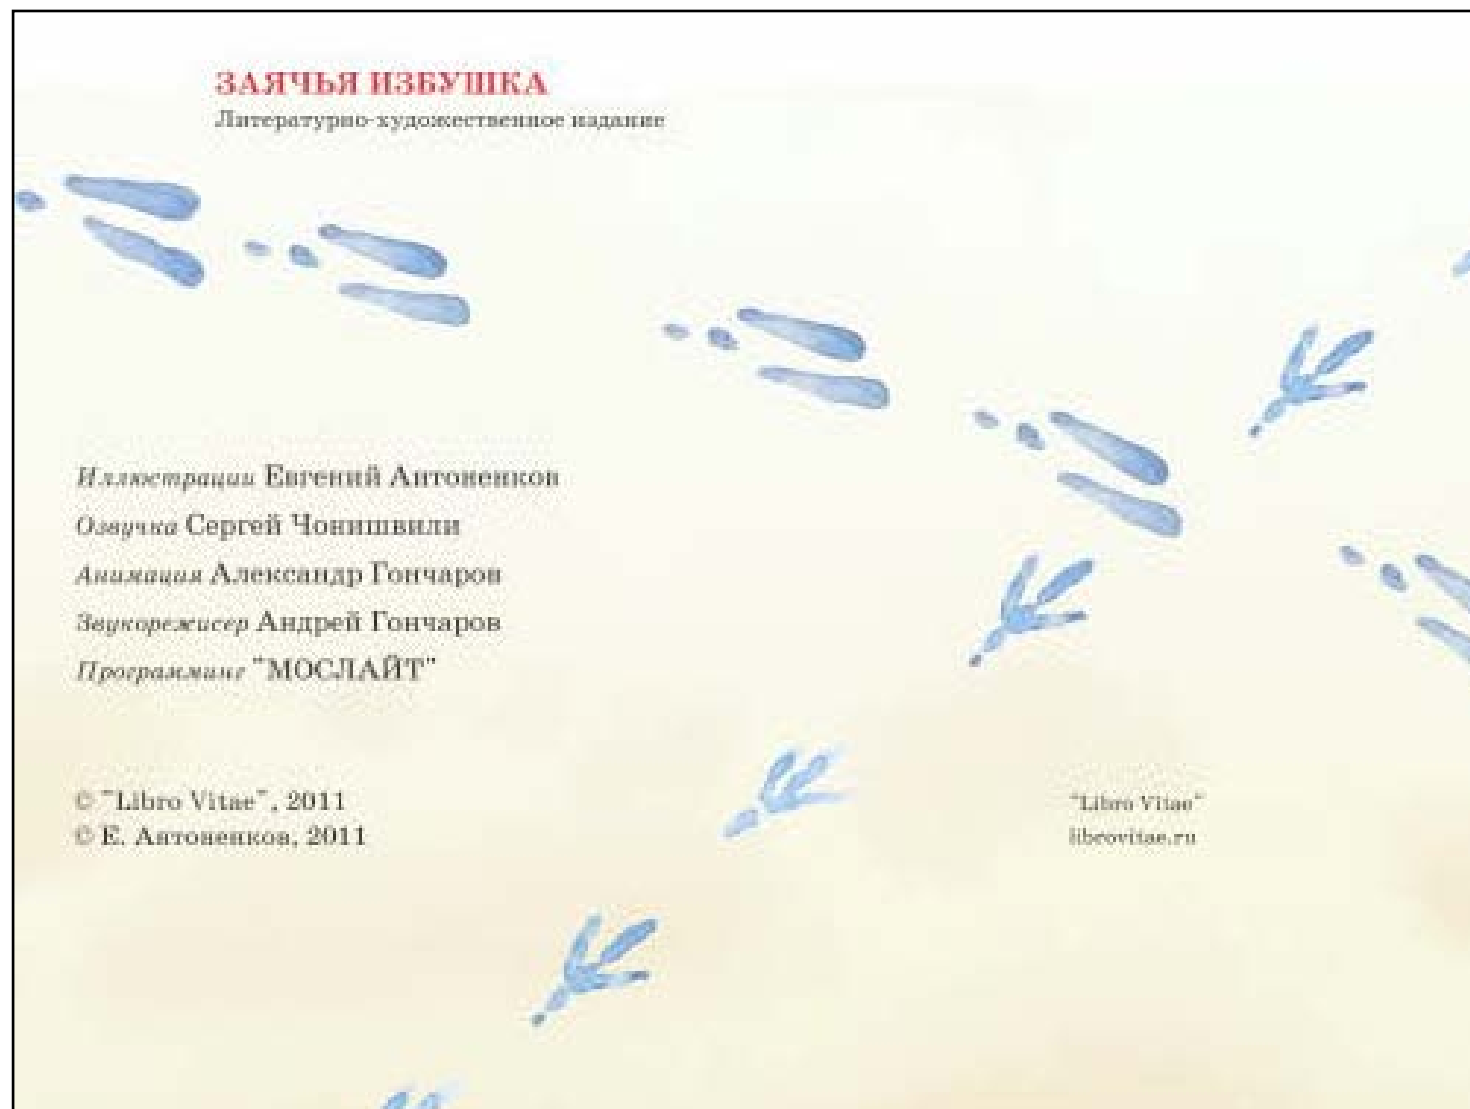 ЗАЯЧЬЯ ИЗБУШКА
Литературно-художественное издание
Иллюстрации Евгений Антоненков
Озвучка Сергей Чонишвили
Анимация Александр Гончаров
Звукорежисер Андрей Гончаров
Программинг "МОСЛАЙТ"
© "Libro Vitae", 2011
© Е. Антоненков, 2011
"Libro Vitae"
librovitae.ru